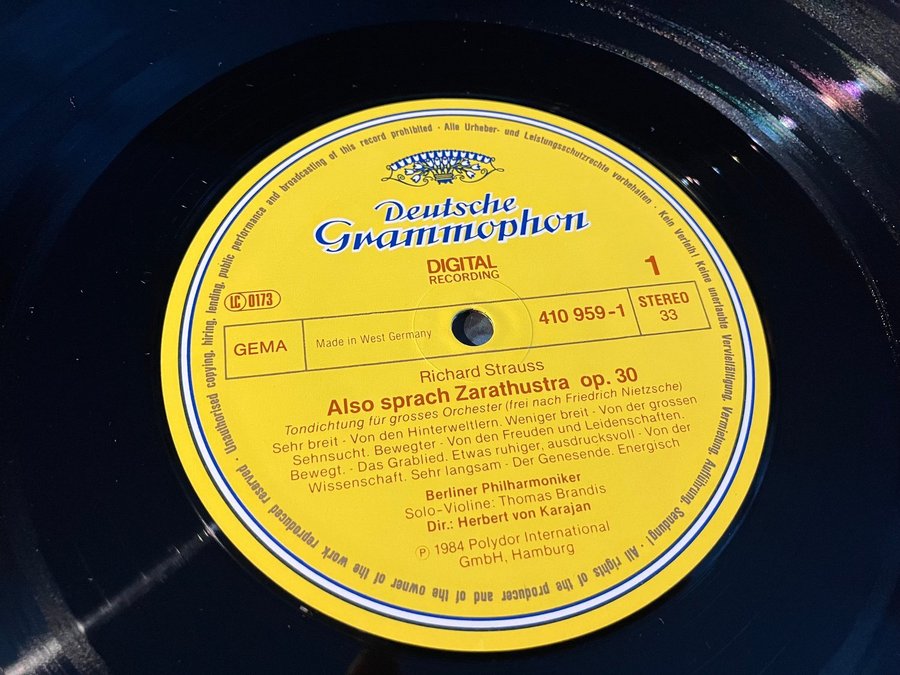 Deutsche
Grammophon
DIGITAL
RECORDING
1
LC 0173
GEMA
Made in West Germany
410 959-1
STEREO
33
Richard Strauss
Also sprach Zarathustra op. 30
Tondichtung für grosses Orchester (frei nach Friedrich Nietzsche)
Sehr breit - Von den Hinterweltlern. Weniger breit - Von der grossen
Sehnsucht. Bewegter - Von den Freuden und Leidenschaften.
Bewegt. - Das Grablied. Etwas ruhiger, ausdrucksvoll - Von der
Wissenschaft. Sehr langsam - Der Genesende. Energisch
Berliner Philharmoniker
Solo-Violine: Thomas Brandis
Dir.: Herbert von Karajan
Ⓟ 1984 Polydor International
GmbH, Hamburg
Alle Urheber- und Leistungsschutzrechte vorbehalten · Kein Verleih! Keine unerlaubte Vervielfältigung, Vermietung, Aufführung, Sendung! · All rights of the producer and of the owner of the work reproduced reserved · Unauthorised copying, hiring, lending, public performance and broadcasting of this record prohibited ·